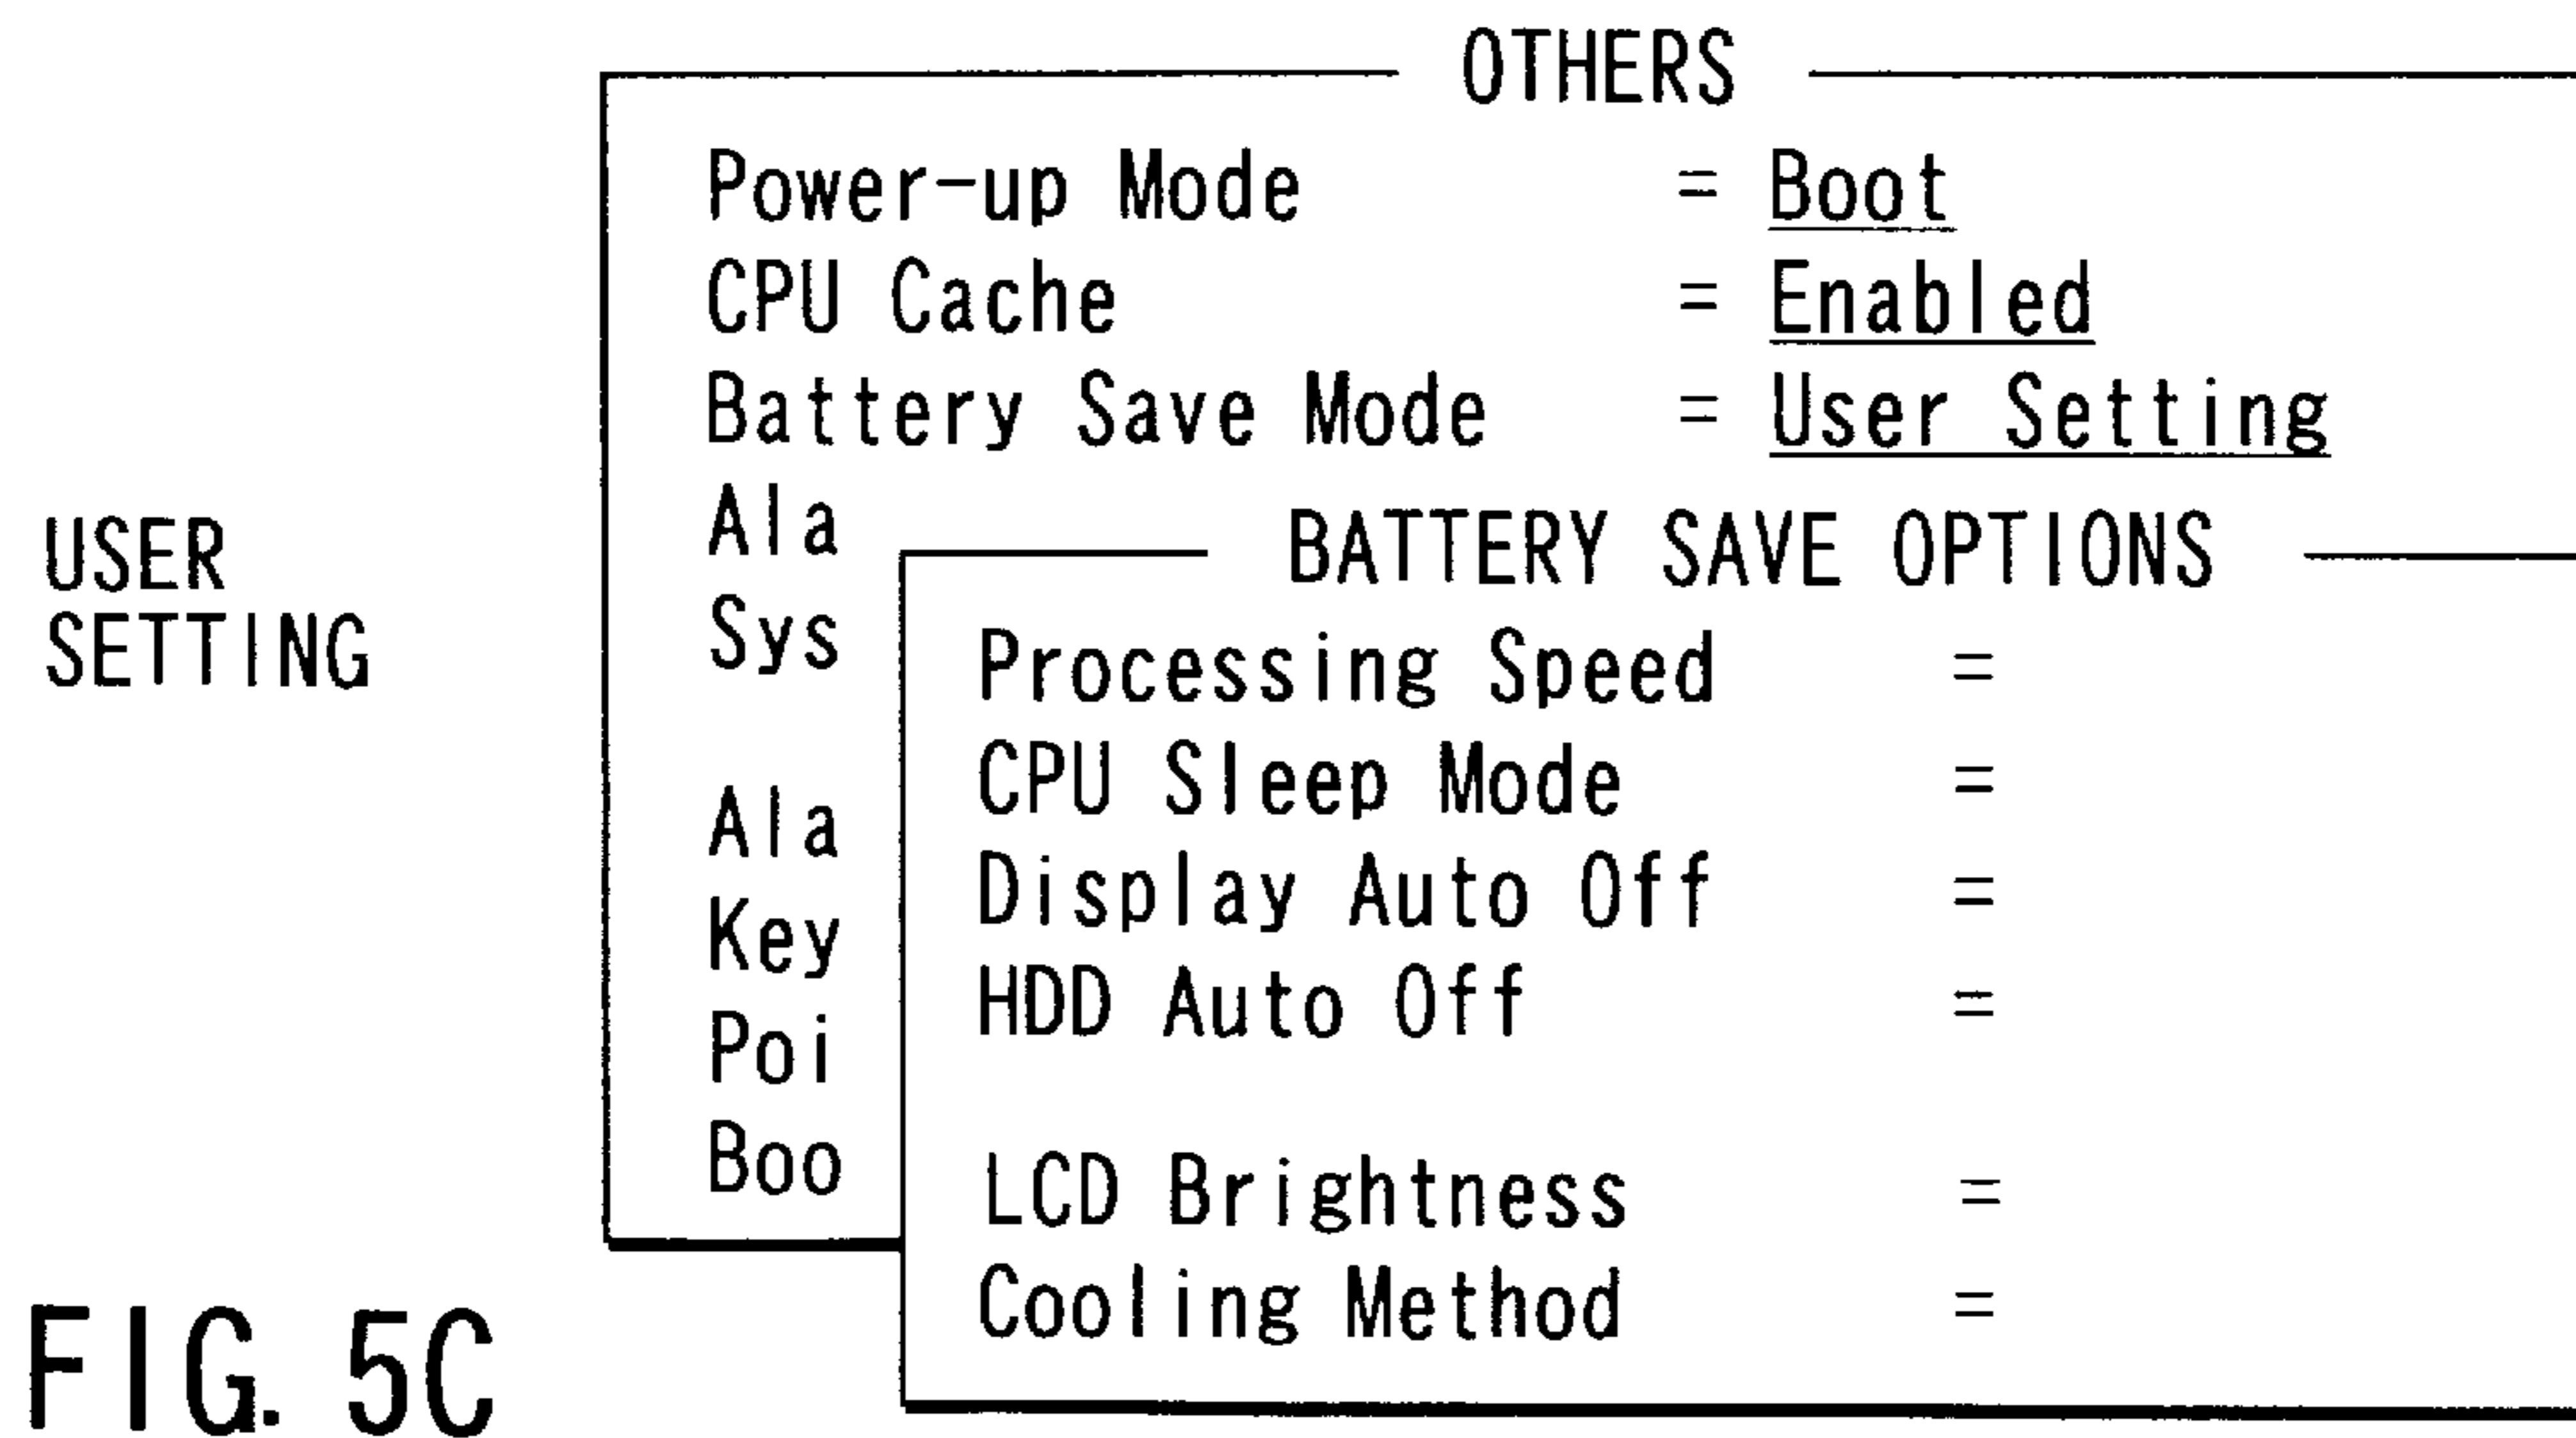 OTHERS
Power-up Mode = Boot
CPU Cache = Enabled
Battery Save Mode = User Setting
Ala
Sys
Ala
Key
Poi
Boo
USER
SETTING
BATTERY SAVE OPTIONS
Processing Speed =
CPU Sleep Mode =
Display Auto Off =
HDD Auto Off =
LCD Brightness =
Cooling Method =
FIG. 5C